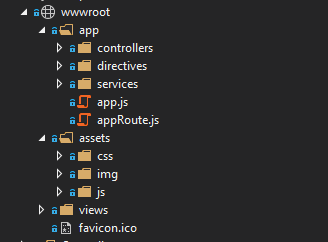 wwwroot
app
controllers
directives
services
app.js
appRoute.js
assets
css
img
js
views
favicon.ico